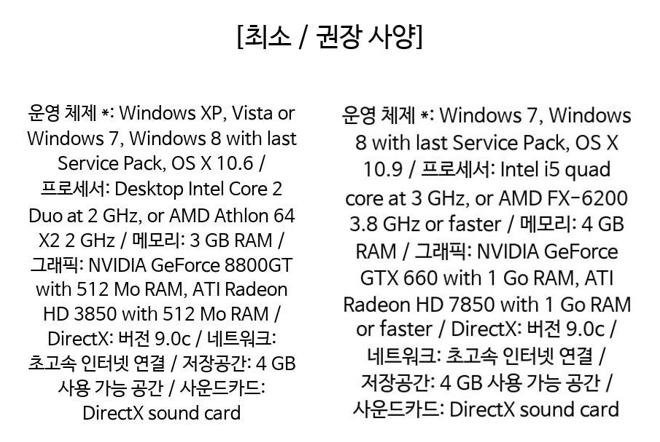 [최소 / 권장 사양]
운영 체제 *: Windows XP, Vista or
Windows 7, Windows 8 with last
Service Pack, OS X 10.6 /
프로세서: Desktop Intel Core 2
Duo at 2 GHz, or AMD Athlon 64
X2 2 GHz / 메모리: 3 GB RAM /
그래픽: NVIDIA GeForce 8800GT
with 512 Mo RAM, ATI Radeon
HD 3850 with 512 Mo RAM /
DirectX: 버전 9.0c / 네트워크:
초고속 인터넷 연결 / 저장공간: 4 GB
사용 가능 공간 / 사운드카드:
DirectX sound card
운영 체제 *: Windows 7, Windows
8 with last Service Pack, OS X
10.9 / 프로세서: Intel i5 quad
core at 3 GHz, or AMD FX-6200
3.8 GHz or faster / 메모리: 4 GB
RAM / 그래픽: NVIDIA GeForce
GTX 660 with 1 Go RAM, ATI
Radeon HD 7850 with 1 Go RAM
or faster / DirectX: 버전 9.0c /
네트워크: 초고속 인터넷 연결 /
저장공간: 4 GB 사용 가능 공간 /
사운드카드: DirectX sound card